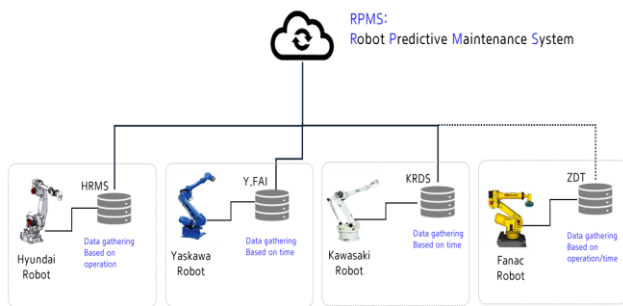 RPMS:
Robot Predictive Maintenance System
HRMS
Data gathering
Based on
operation
Hyundai
Robot
Y.FAI
Data gathering
Based on time
Yaskawa
Robot
KRDS
Data gathering
Based on time
Kawasaki
Robot
ZDT
Data gathering
Based on
operation/time
Fanac
Robot